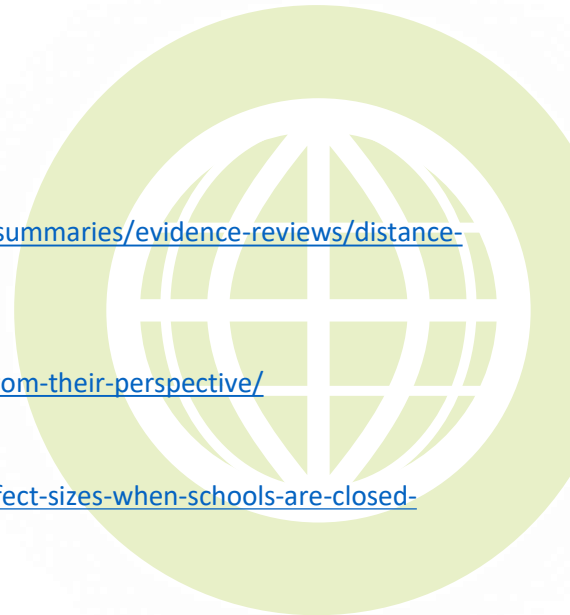 summaries/evidence-reviews/distance-
om-their-perspective/
fect-sizes-when-schools-are-closed-